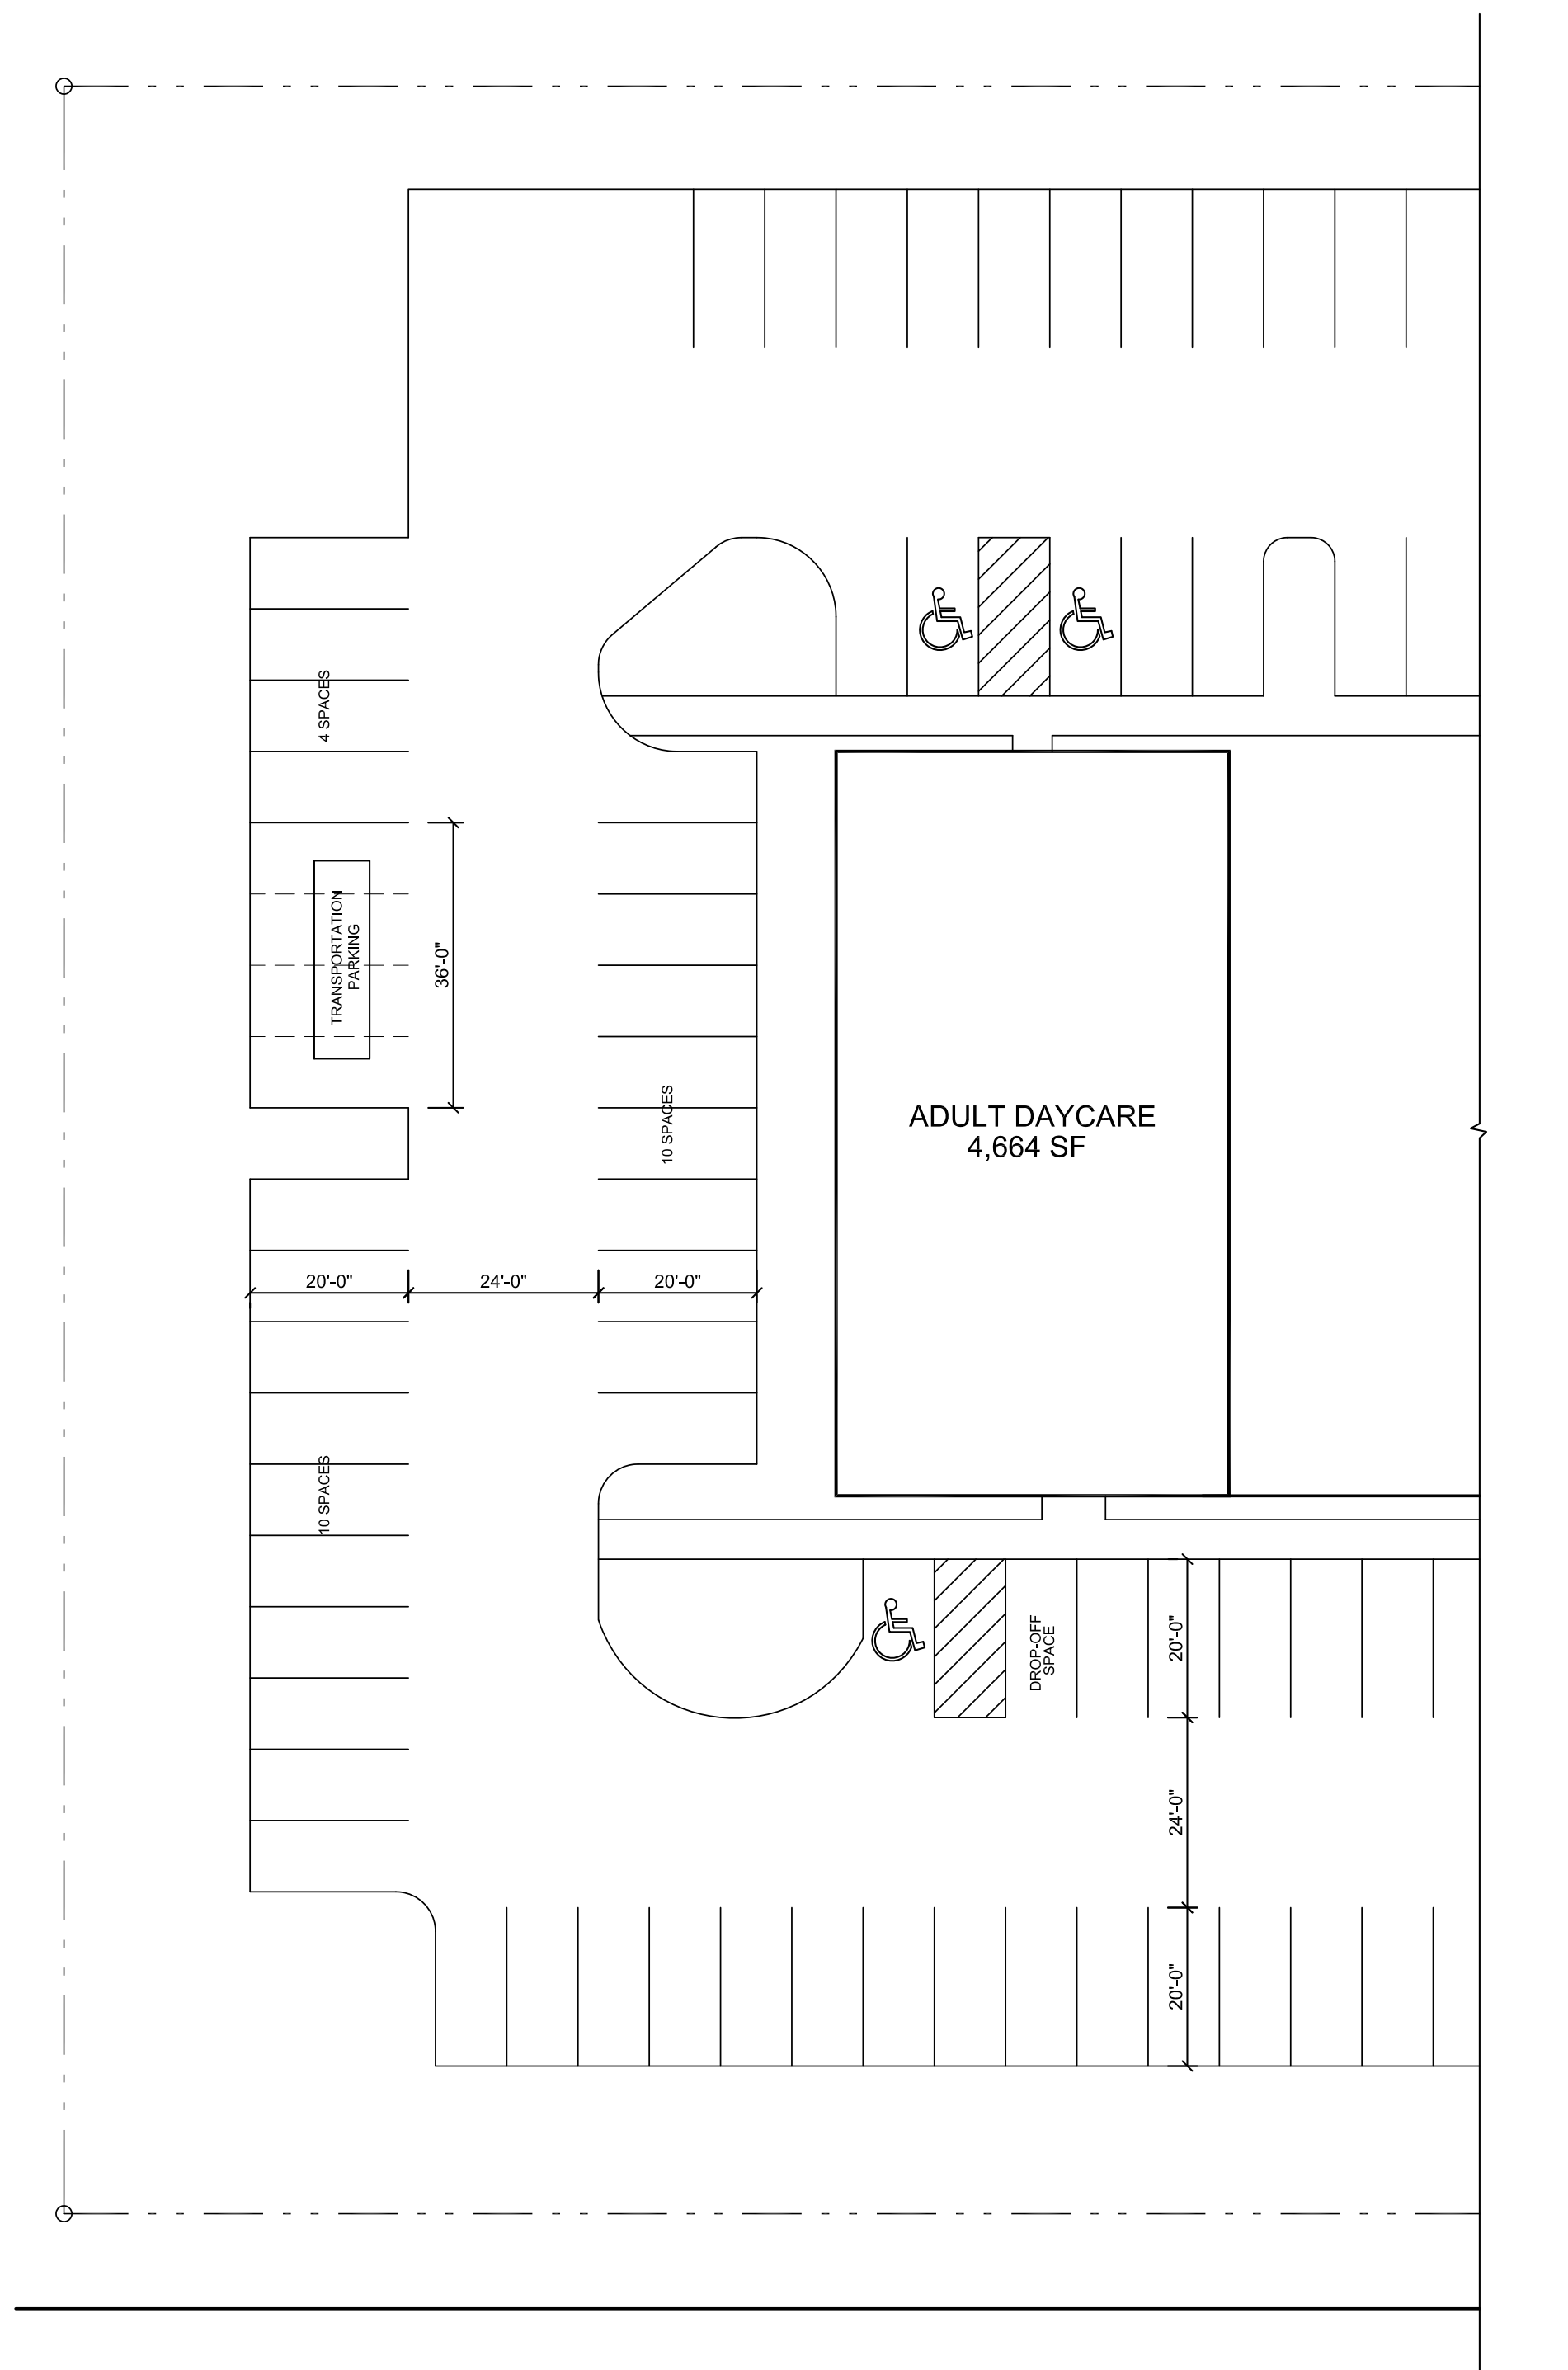 4 SPACES
TRANSPORTATION
PARKING
36'-0"
10 SPACES
ADULT DAYCARE
4,664 SF
20'-0"
24'-0"
20'-0"
10 SPACES
DROP-OFF
SPACE
20'-0"
24'-0"
20'-0"